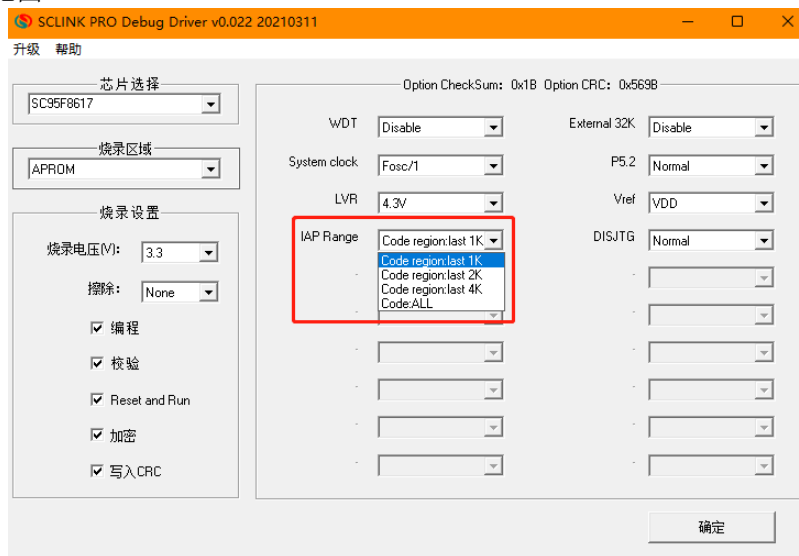 SCLINK PRO Debug Driver v0.022 20210311
升级 帮助
芯片选择
SC95F8617
烧录区域
APROM
烧录设置
烧录电压(V): 3.3
擦除: None
编程
校验
Reset and Run
加密
写入CRC
Option CheckSum: 0x1B Option CRC: 0x569B
WDT Disable External 32K Disable
System clock Fosc/1 P5.2 Normal
LVR 4.3V Vref VDD
IAP Range Code region:last 1K DISJTG Normal
Code region:last 1K
Code region:last 2K
Code region:last 4K
Code:ALL
确定